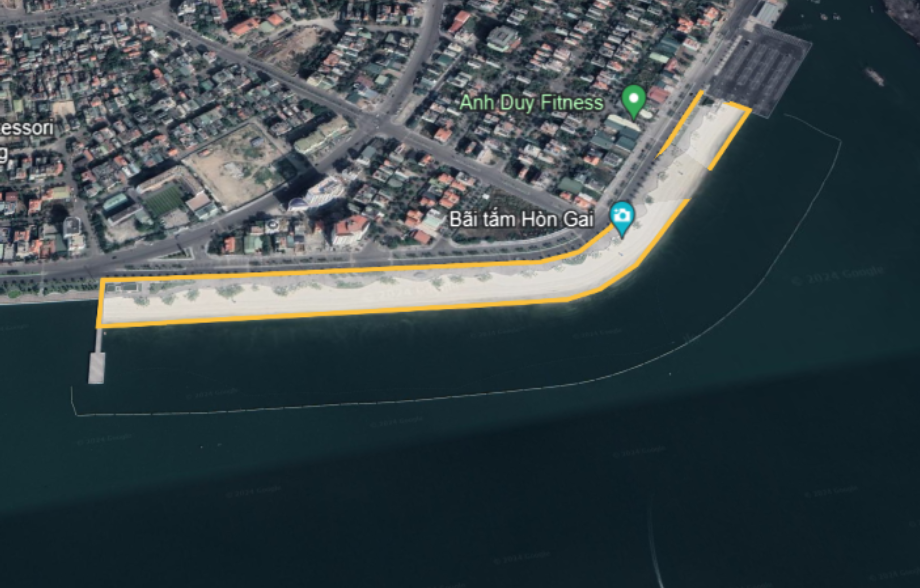 Anh Duy Fitness
essori
g
Bãi tắm Hòn Gai